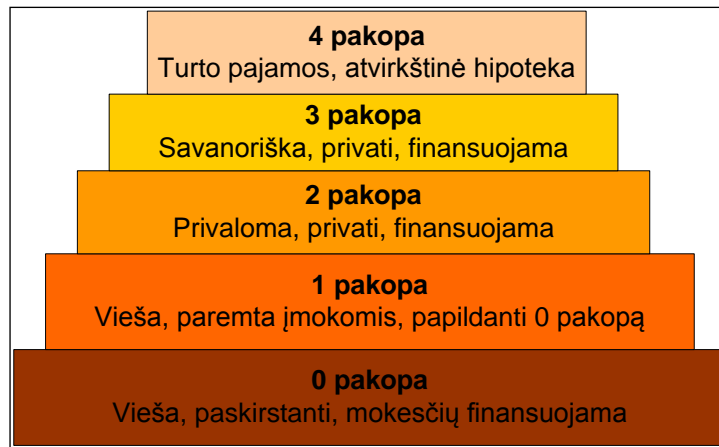 4 pakopa
Turto pajamos, atvirkštinė hipoteka
3 pakopa
Savanoriška, privati, finansuojama
2 pakopa
Privaloma, privati, finansuojama
1 pakopa
Vieša, paremta įmokomis, papildanti 0 pakopą
0 pakopa
Vieša, paskirstanti, mokesčių finansuojama